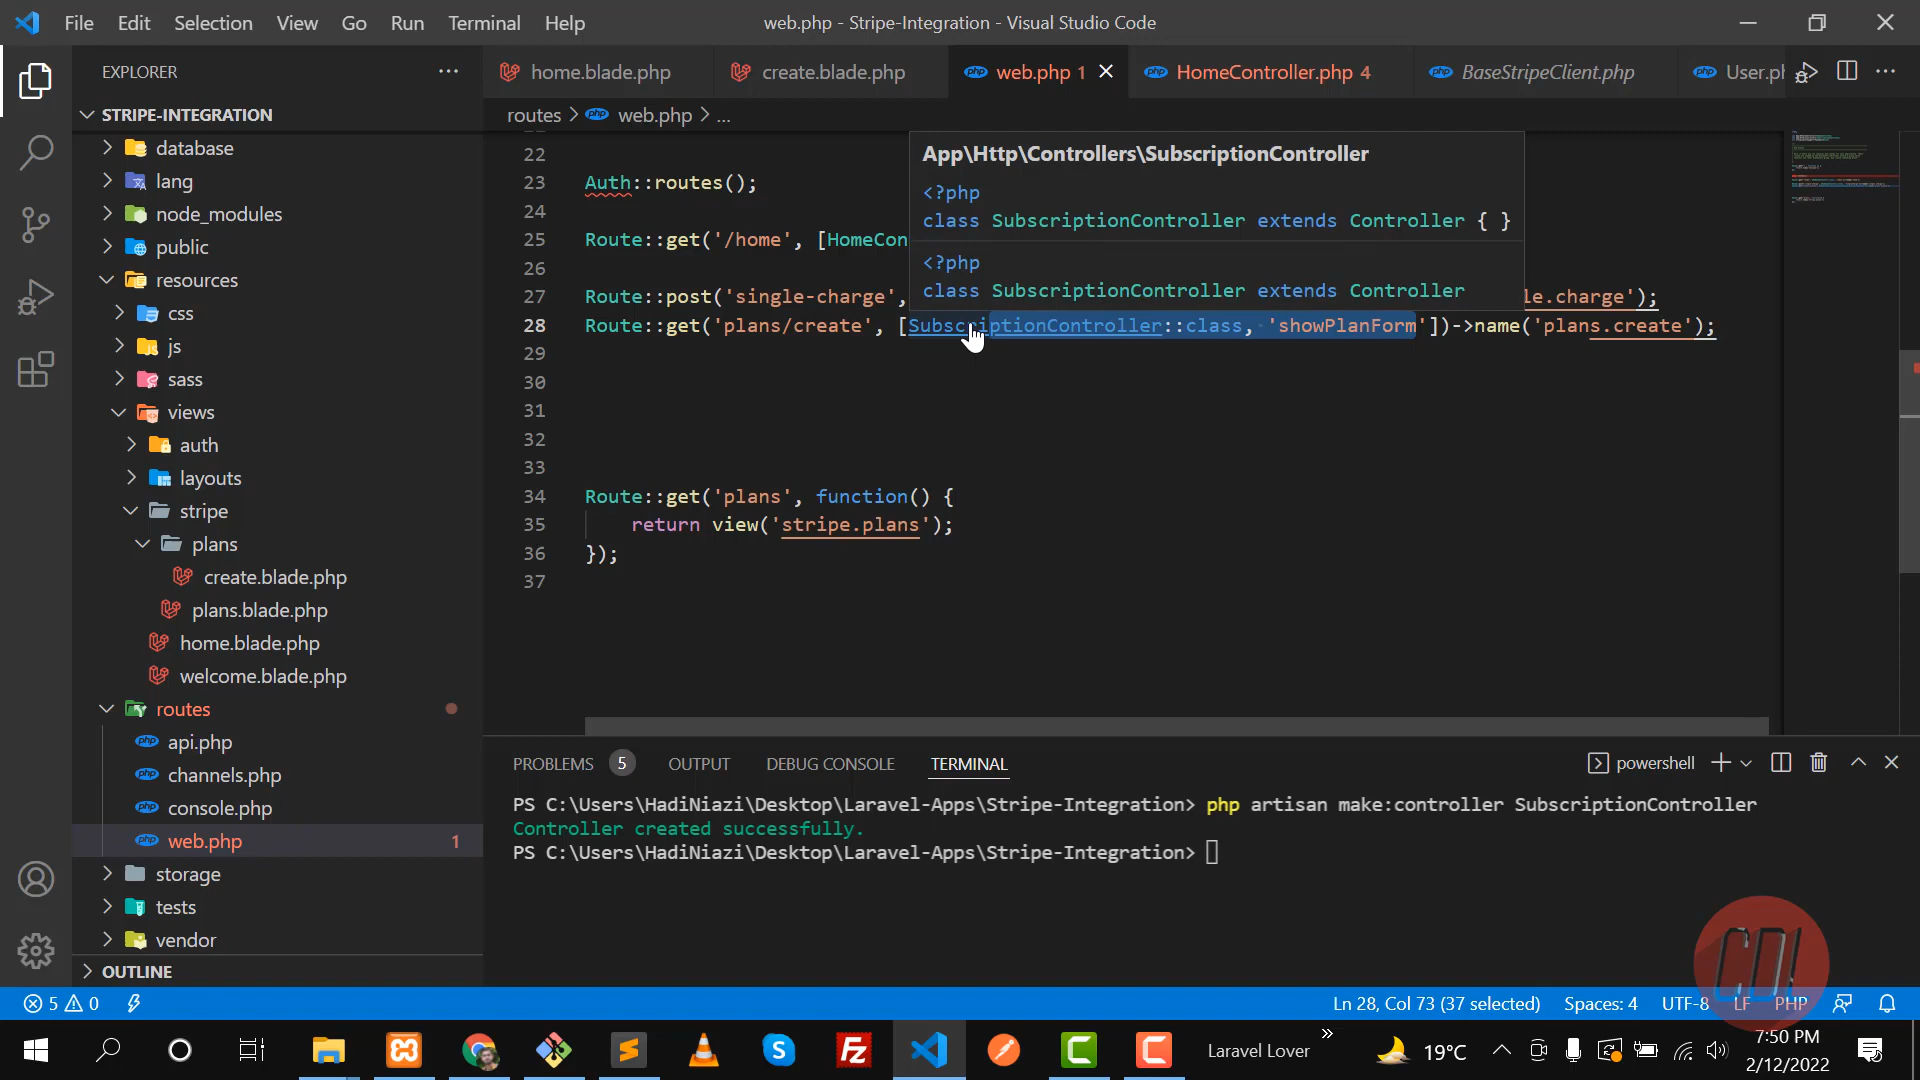 File Edit Selection View Go Run Terminal Help
web.php - Stripe-Integration - Visual Studio Code
EXPLORER
home.blade.php
create.blade.php
web.php 1
HomeController.php 4
BaseStripeClient.php
User.ph
STRIPE-INTEGRATION
routes > web.php > ...
database
lang
node_modules
public
resources
css
js
sass
views
auth
layouts
stripe
plans
create.blade.php
plans.blade.php
home.blade.php
welcome.blade.php
routes
api.php
channels.php
console.php
web.php 1
storage
tests
vendor
OUTLINE
App\Http\Controllers\SubscriptionController
<?php
class SubscriptionController extends Controller { }
<?php
class SubscriptionController extends Controller
22
23 Auth::routes();
24
25 Route::get('/home', [HomeCon
26
27 Route::post('single-charge', le.charge');
28 Route::get('plans/create', [SubscriptionController::class, 'showPlanForm'])->name('plans.create');
29
30
31
32
33
34 Route::get('plans', function() {
35 return view('stripe.plans');
36 });
37
PROBLEMS 5 OUTPUT DEBUG CONSOLE TERMINAL
powershell
PS C:\Users\HadiNiazi\Desktop\Laravel-Apps\Stripe-Integration> php artisan make:controller SubscriptionController
Controller created successfully.
PS C:\Users\HadiNiazi\Desktop\Laravel-Apps\Stripe-Integration>
5 0
Ln 28, Col 73 (37 selected) Spaces: 4 UTF-8 LF PHP
Laravel Lover
19°C
7:50 PM
2/12/2022